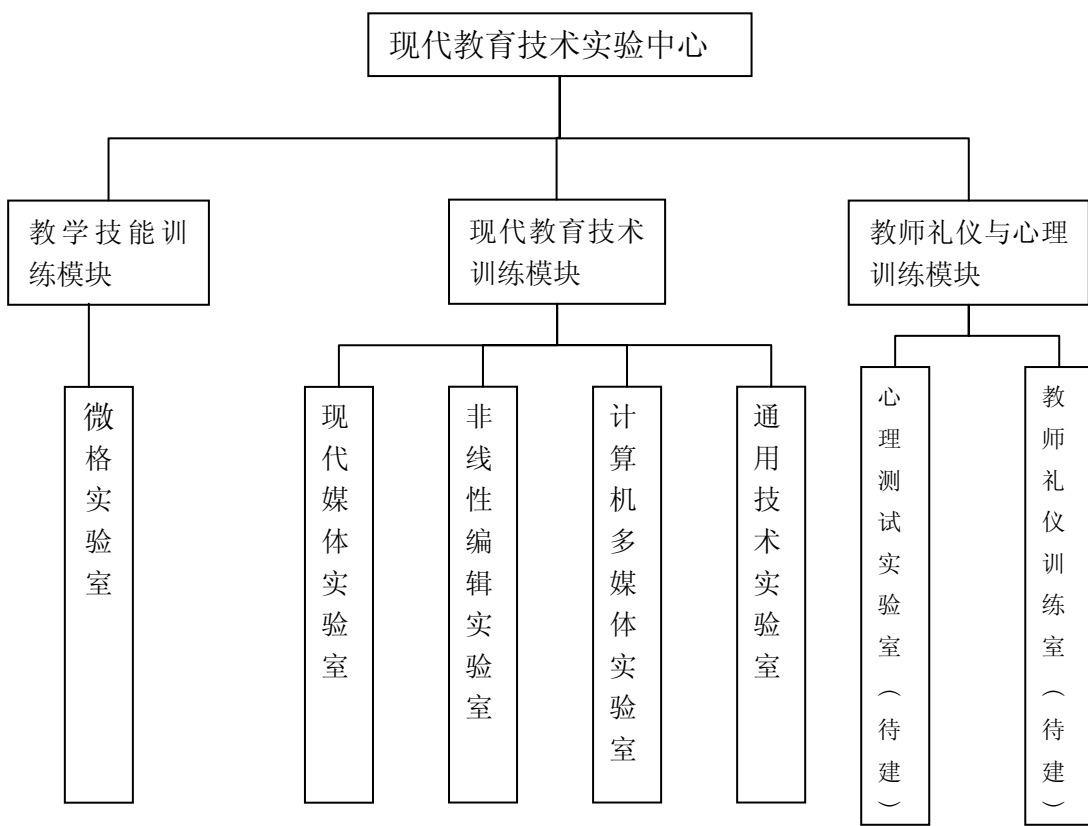 现代教育技术实验中心
教学技能训
练模块
现代教育技术
训练模块
教师礼仪与心理
训练模块
微格实验室
现代媒体实验室
非线性编辑实验室
计算机多媒体实验室
通用技术实验室
心理测试实验室（待建）
教师礼仪训练室（待建）